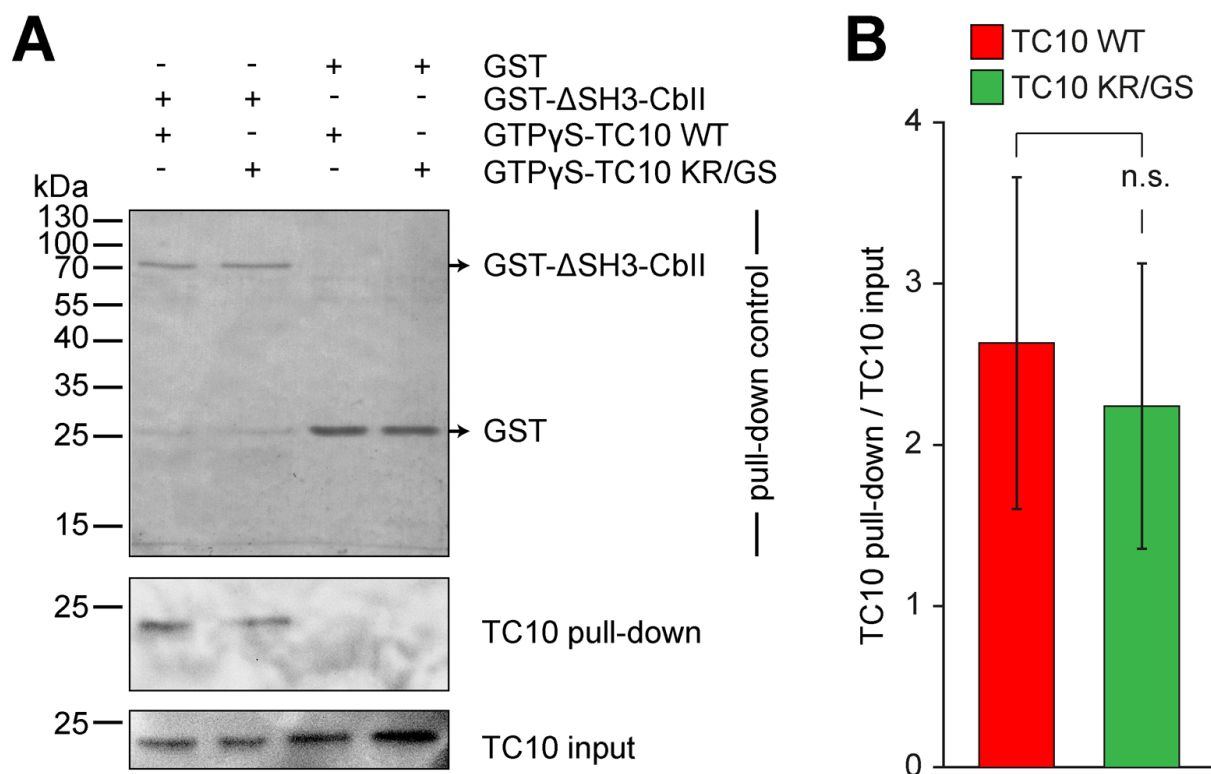 A
- - + + GST
+ + - - GST-ΔSH3-CbII
+ - + - GTPγS-TC10 WT
- + - + GTPγS-TC10 KR/GS
kDa
130
100
70
55
40
35
25
15
GST-ΔSH3-CbII
GST
pull-down control
25
TC10 pull-down
25
TC10 input
B
TC10 WT
TC10 KR/GS
n.s.
4
3
2
1
0
TC10 pull-down / TC10 input